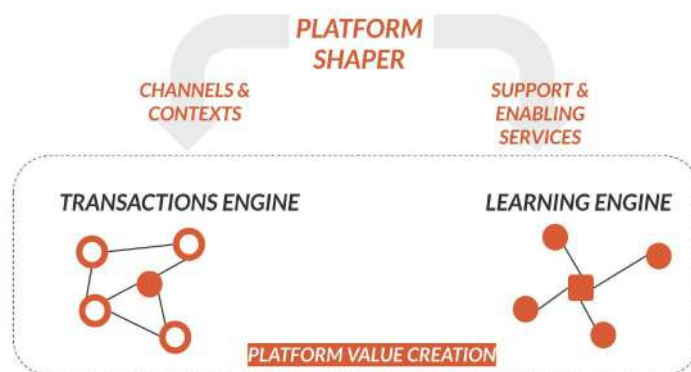 PLATFORM
SHAPER
CHANNELS &
CONTEXTS
SUPPORT &
ENABLING
SERVICES
TRANSACTIONS ENGINE
LEARNING ENGINE
PLATFORM VALUE CREATION